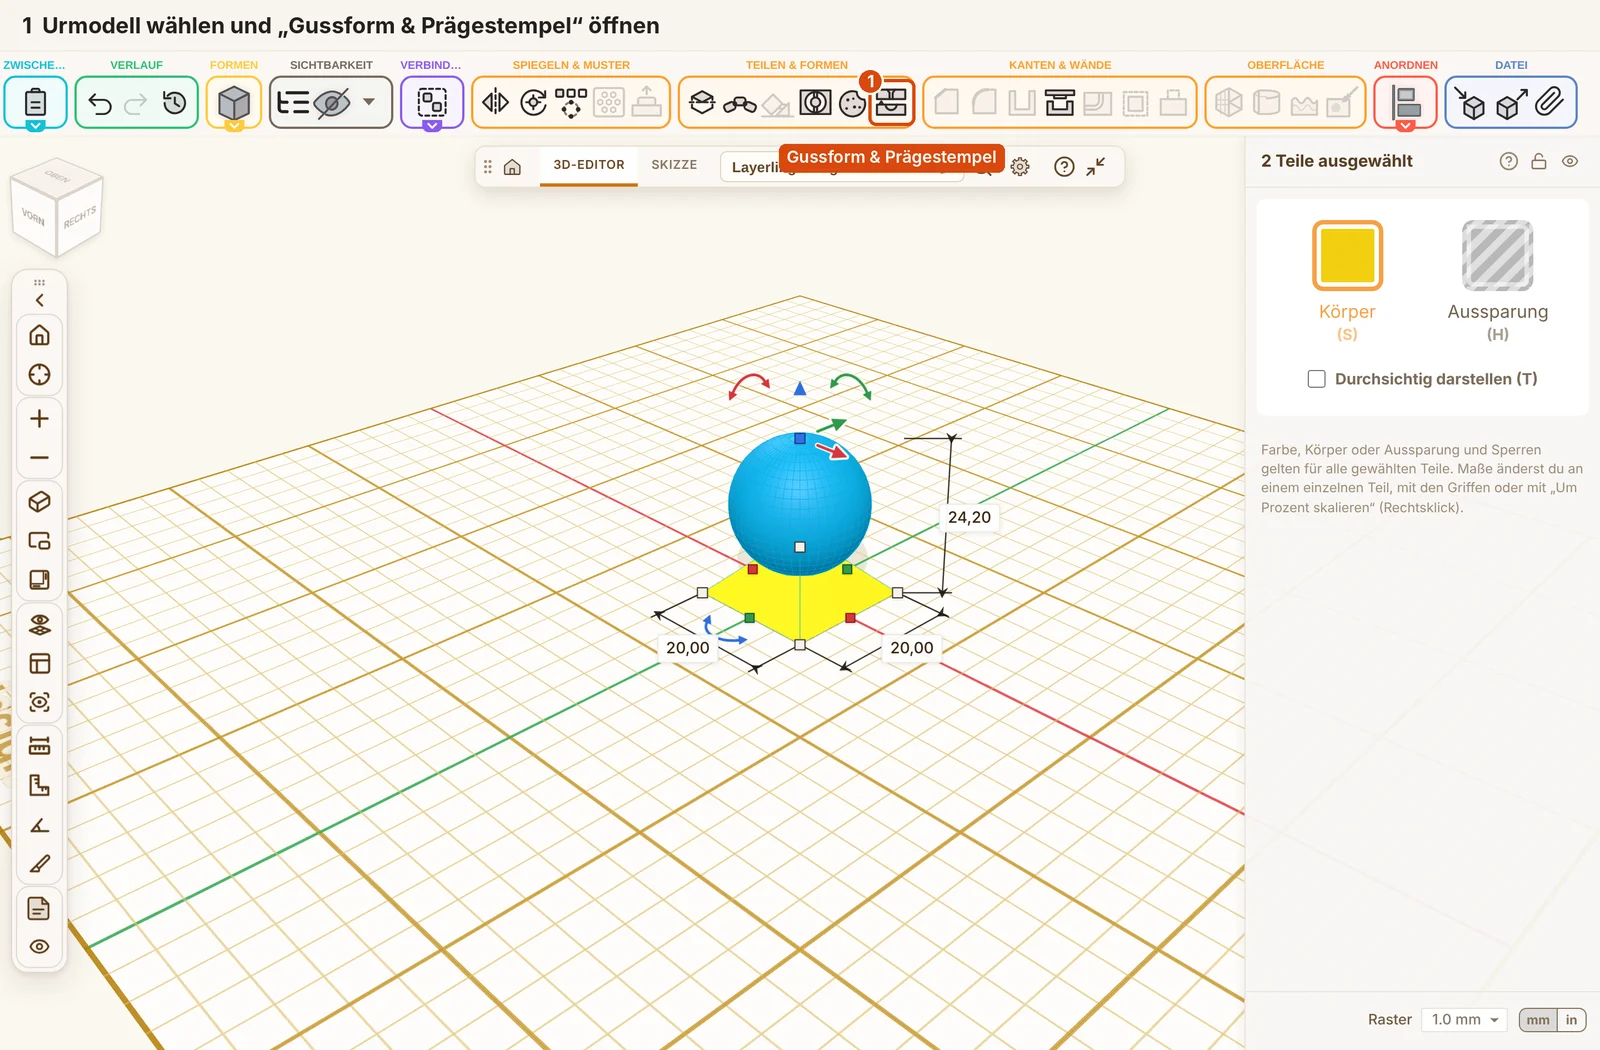 1 Urmodell wählen und „Gussform & Prägestempel“ öffnen
ZWISCHE...
VERLAUF
FORMEN
SICHTBARKEIT
VERBIND...
SPIEGELN & MUSTER
TEILEN & FORMEN
KANTEN & WÄNDE
OBERFLÄCHE
ANORDNEN
DATEI
1
Gussform & Prägestempel
3D-EDITOR
SKIZZE
OBEN
VORN
RECHTS
2 Teile ausgewählt
Körper
(S)
Aussparung
(H)
Durchsichtig darstellen (T)
Farbe, Körper oder Aussparung und Sperren
gelten für alle gewählten Teile. Maße änderst du an
einem einzelnen Teil, mit den Griffen oder mit „Um
Prozent skalieren“ (Rechtsklick).
24,20
20,00
20,00
Raster
1.0 mm
mm
in